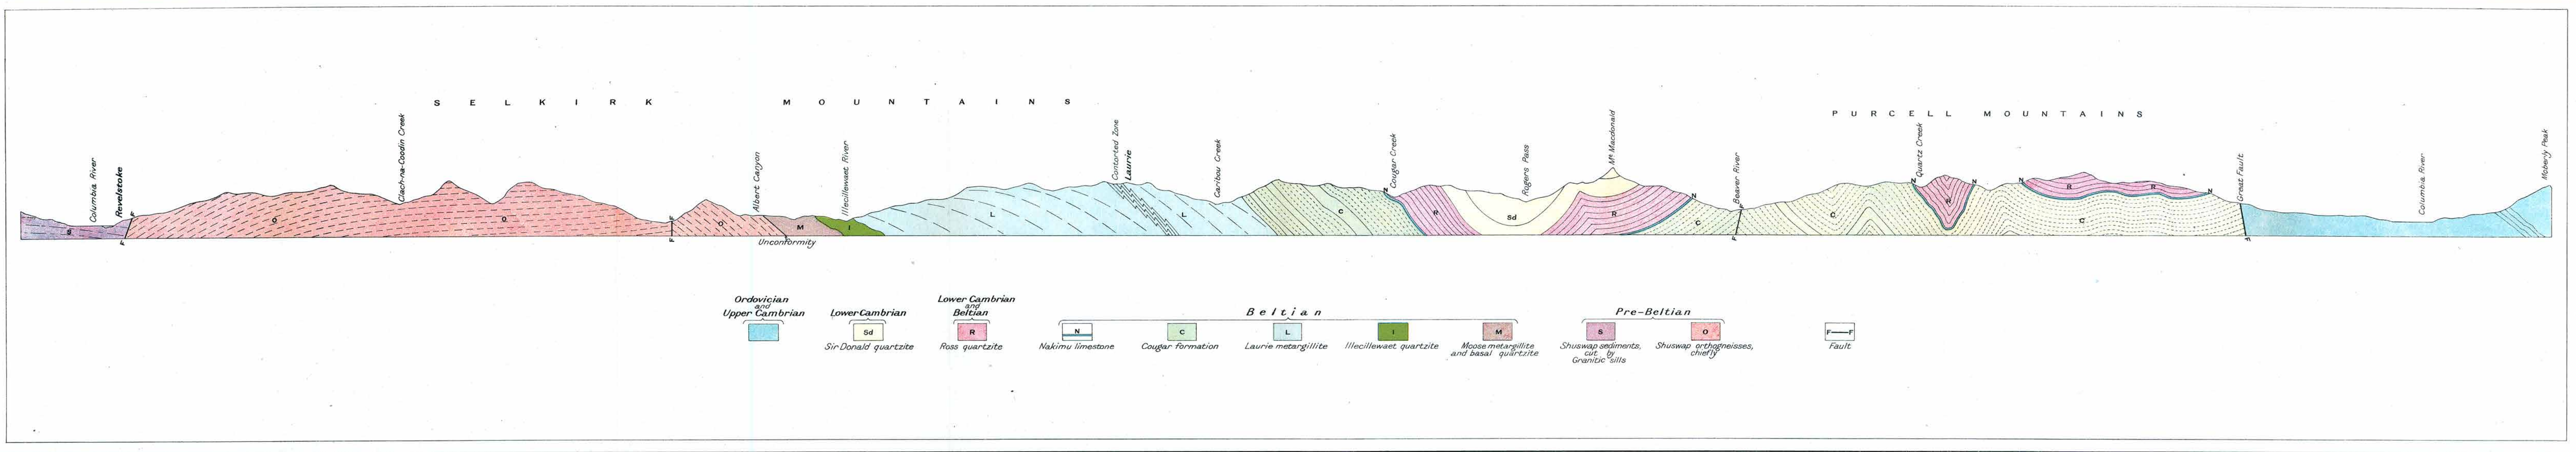 SELKIRK MOUNTAINS
PURCELL MOUNTAINS
Columbia River
Revelstoke
Clach-na-Coodin Creek
Albert Canyon
Illecillewaet River
Contorted Zone
Laurie
Caribou Creek
Cougar Creek
Rogers Pass
Mt Macdonald
Beaver River
Quartz Creek
Great Fault
Columbia River
Moberly Peak
S F F O O F F O M I L L C N R Sd R N C F F C N R N N R R N C F
Unconformity
Ordovician
and
Upper Cambrian
Lower Cambrian
Sd
Sir Donald quartzite
Lower Cambrian
and
Beltian
R
Ross quartzite
Beltian
N
Nakimu limestone
C
Cougar formation
L
Laurie metargillite
I
Illecillewaet quartzite
M
Moose metargillite
and basal quartzite
Pre-Beltian
S
Shuswap sediments,
cut by
Granitic sills
O
Shuswap orthogneisses,
chiefly
F—F
Fault